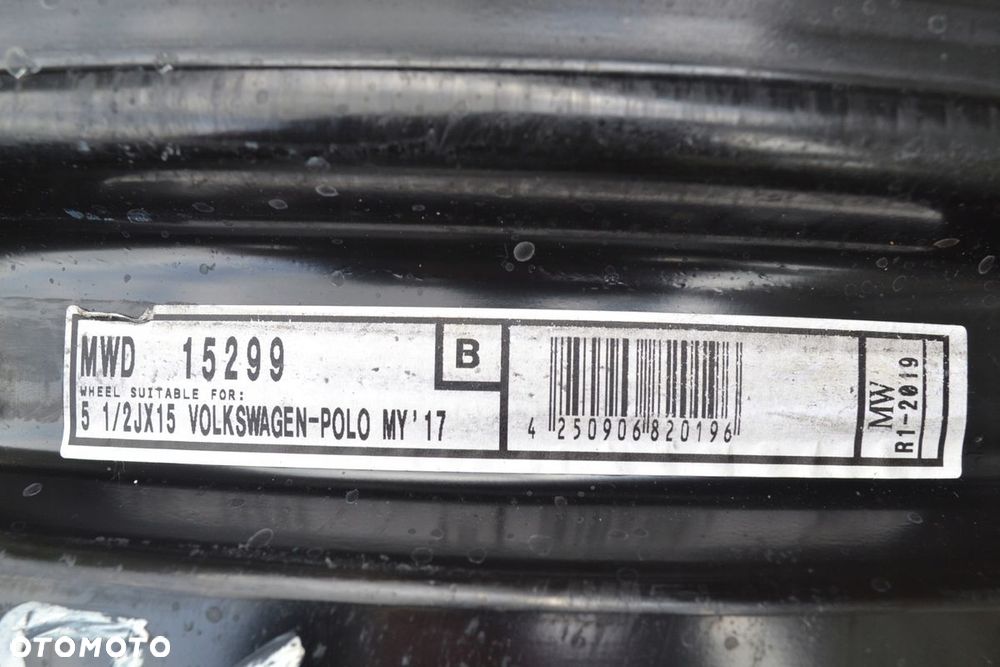 MWD 15299
B
WHEEL SUITABLE FOR:
5 1/2JX15 VOLKSWAGEN-POLO MY'17
4 250906 820196
MW
R1-2019
OTOMOTO